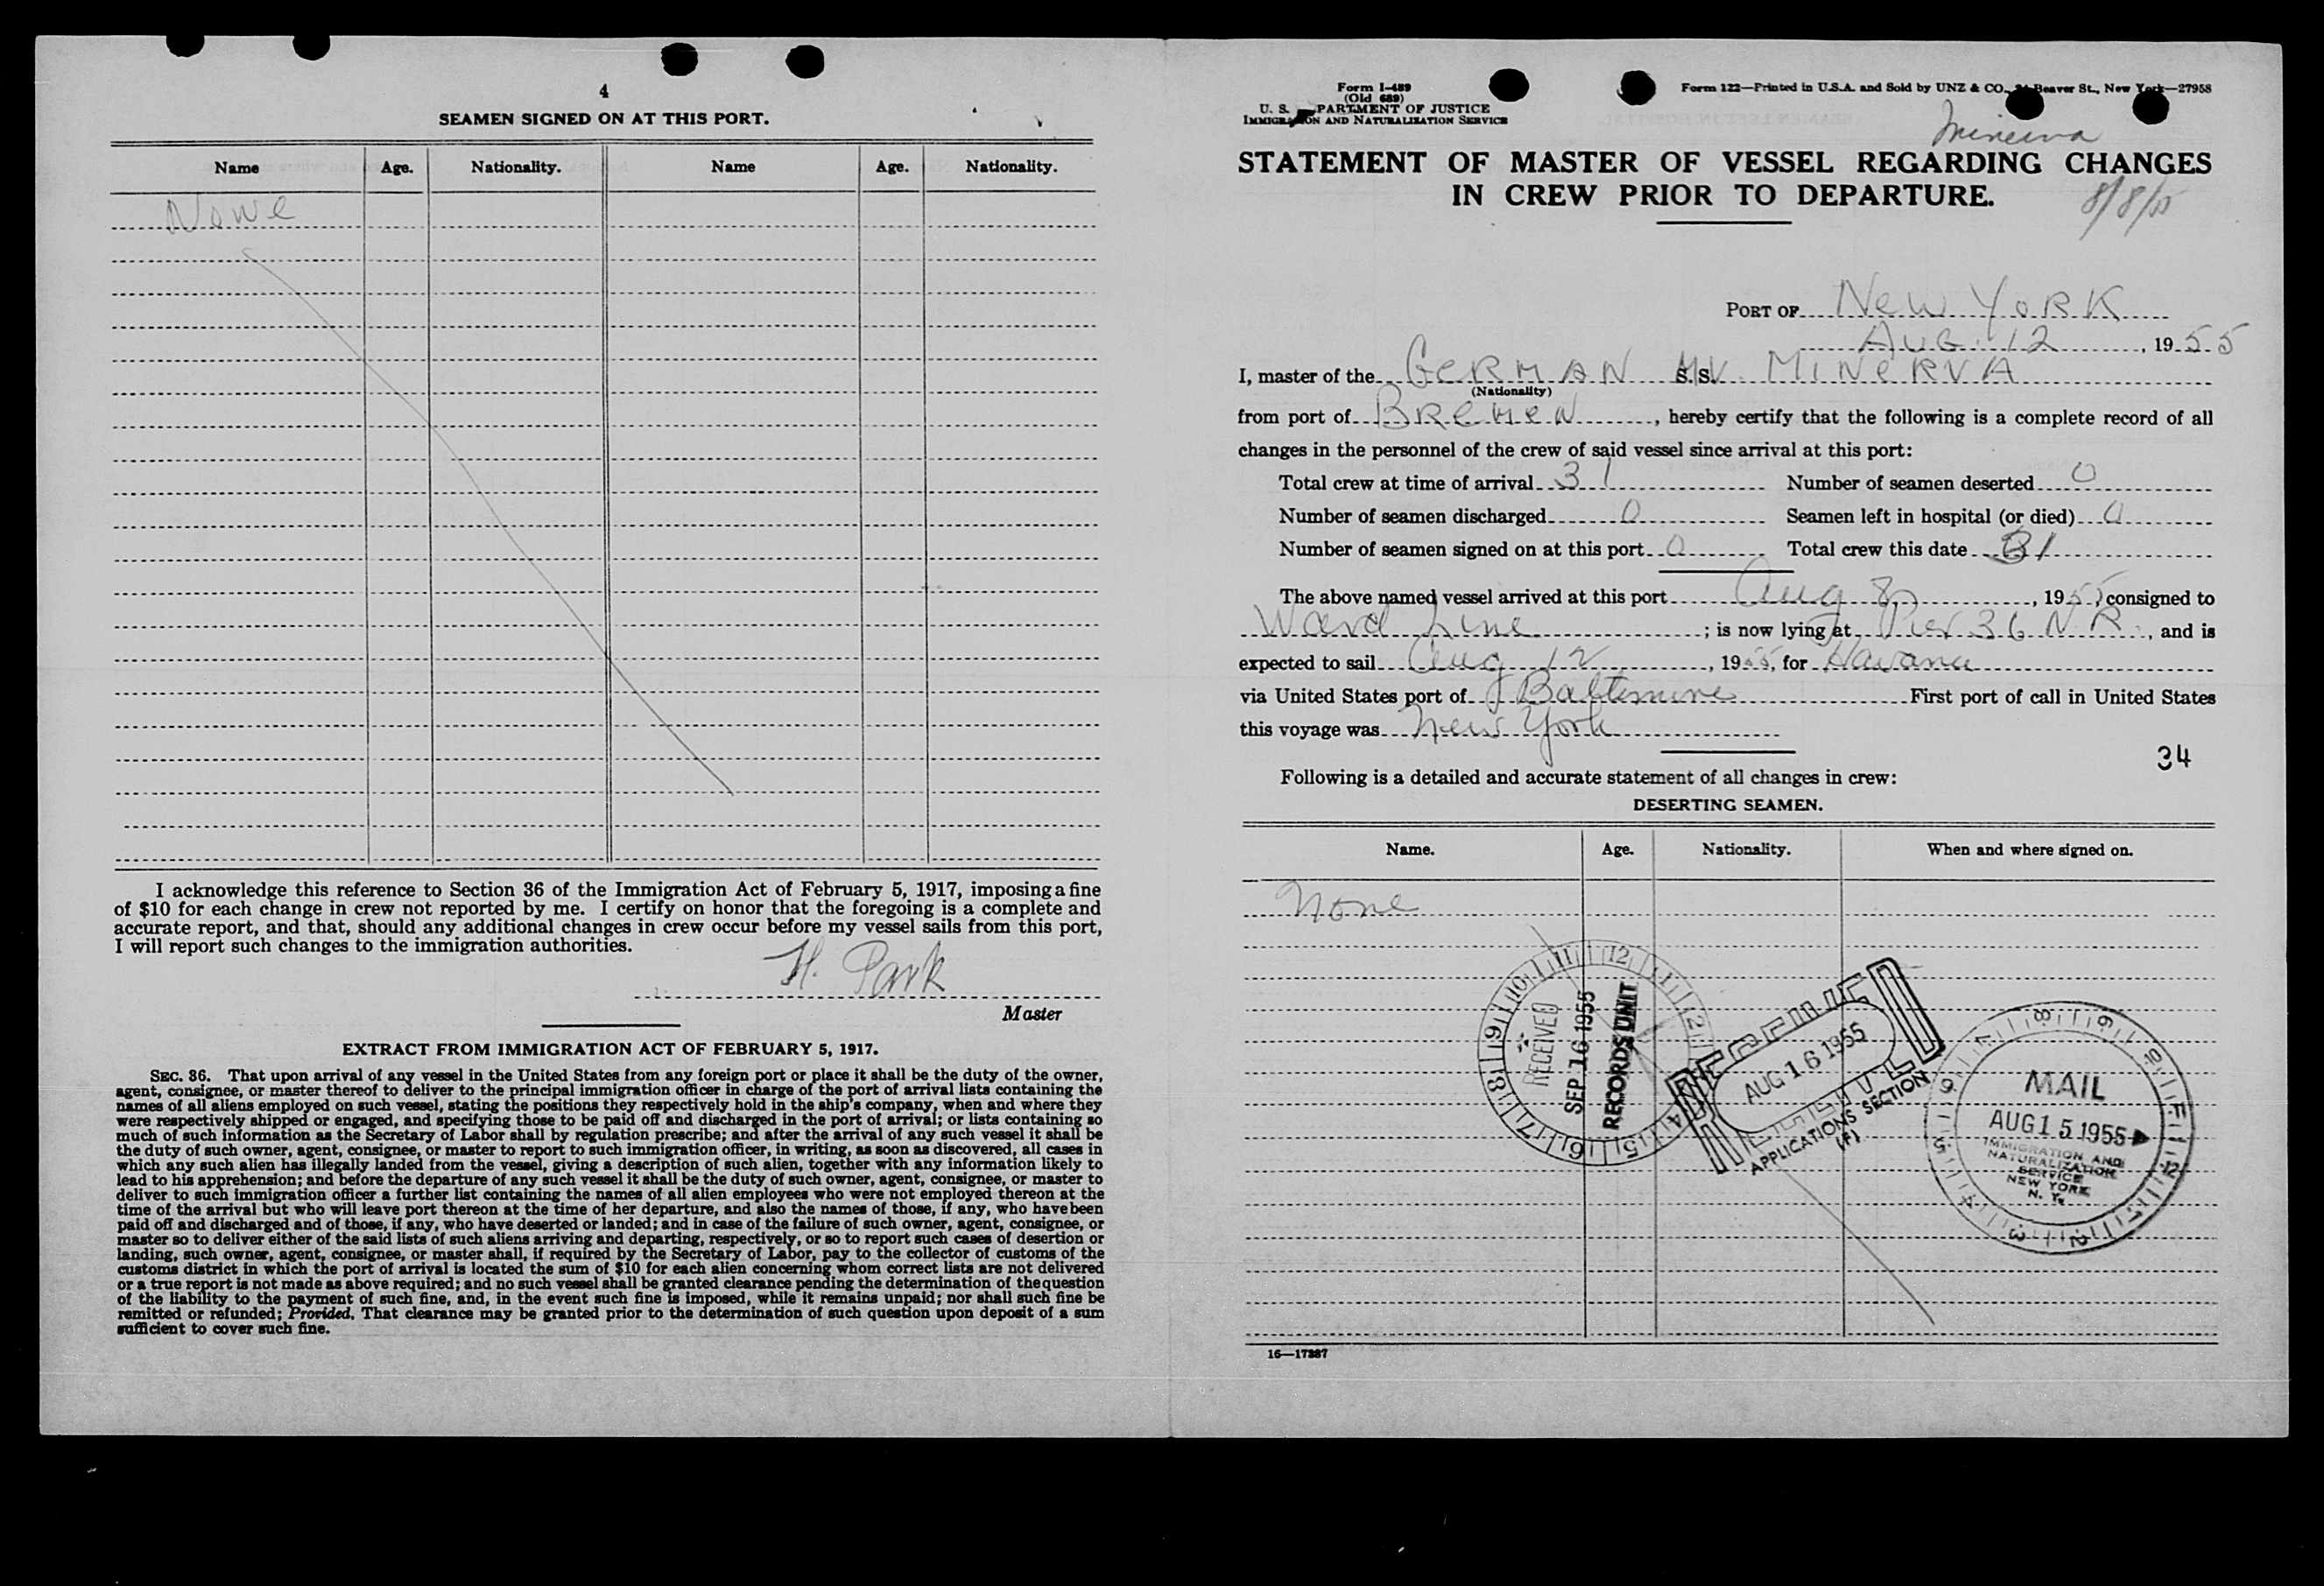 4
SEAMEN SIGNED ON AT THIS PORT.
Name Age. Nationality. Name Age. Nationality.
None
I acknowledge this reference to Section 36 of the Immigration Act of February 5, 1917, imposing a fine
of $10 for each change in crew not reported by me. I certify on honor that the foregoing is a complete and
accurate report, and that, should any additional changes in crew occur before my vessel sails from this port,
I will report such changes to the immigration authorities.
H. Park
Master
EXTRACT FROM IMMIGRATION ACT OF FEBRUARY 5, 1917.
SEC. 36. That upon arrival of any vessel in the United States from any foreign port or place it shall be the duty of the owner,
agent, consignee, or master thereof to deliver to the principal immigration officer in charge of the port of arrival lists containing the
names of all aliens employed on such vessel, stating the positions they respectively hold in the ship's company, when and where they
were respectively shipped or engaged, and specifying those to be paid off and discharged in the port of arrival; or lists containing so
much of such information as the Secretary of Labor shall by regulation prescribe; and after the arrival of any such vessel it shall be
the duty of such owner, agent, consignee, or master to report to such immigration officer, in writing, as soon as discovered, all cases in
which any such alien has illegally landed from the vessel, giving a description of such alien, together with any information likely to
lead to his apprehension; and before the departure of any such vessel it shall be the duty of such owner, agent, consignee, or master to
deliver to such immigration officer a further list containing the names of all alien employees who were not employed thereon at the
time of the arrival but who will leave port thereon at the time of her departure, and also the names of those, if any, who have been
paid off and discharged and of those, if any, who have deserted or landed; and in case of the failure of such owner, agent, consignee, or
master so to deliver either of the said lists of such aliens arriving and departing, respectively, or so to report such cases of desertion or
landing, such owner, agent, consignee, or master shall, if required by the Secretary of Labor, pay to the collector of customs of the
customs district in which the port of arrival is located the sum of $10 for each alien concerning whom correct lists are not delivered
or a true report is not made as above required; and no such vessel shall be granted clearance pending the determination of the question
of the liability to the payment of such fine, and, in the event such fine is imposed, while it remains unpaid; nor shall such fine be
remitted or refunded; Provided, That clearance may be granted prior to the determination of such question upon deposit of a sum
sufficient to cover such fine.
Form I-489
(Old 689)
U. S. PARTMENT OF JUSTICE
IMMIGRATION AND NATURALIZATION SERVICE
Form 122—Printed in U.S.A. and Sold by UNZ & CO., Beaver St., New York—27958
Minerva
STATEMENT OF MASTER OF VESSEL REGARDING CHANGES
IN CREW PRIOR TO DEPARTURE.
8/8/55
PORT OF New York
Aug. 12, 1955
I, master of the German S.S. MV. Minerva
(Nationality)
from port of Bremen, hereby certify that the following is a complete record of all
changes in the personnel of the crew of said vessel since arrival at this port:
Total crew at time of arrival 31 Number of seamen deserted 0
Number of seamen discharged 0 Seamen left in hospital (or died) 0
Number of seamen signed on at this port 0 Total crew this date 31
The above named vessel arrived at this port Aug 8, 1955, consigned to
Ward Line; is now lying at Pier 36 N.R., and is
expected to sail Aug 12, 1955, for Havana
via United States port of Baltimore First port of call in United States
this voyage was New York
34
Following is a detailed and accurate statement of all changes in crew:
DESERTING SEAMEN.
Name. Age. Nationality. When and where signed on.
None
RECEIVED
SEP 16 1955
RECORDS UNIT
AUG 16 1955
APPLICATIONS SECTION
(F)
MAIL
AUG 15 1955
IMMIGRATION AND
NATURALIZATION
SERVICE
NEW YORK
N. Y.
16—17887